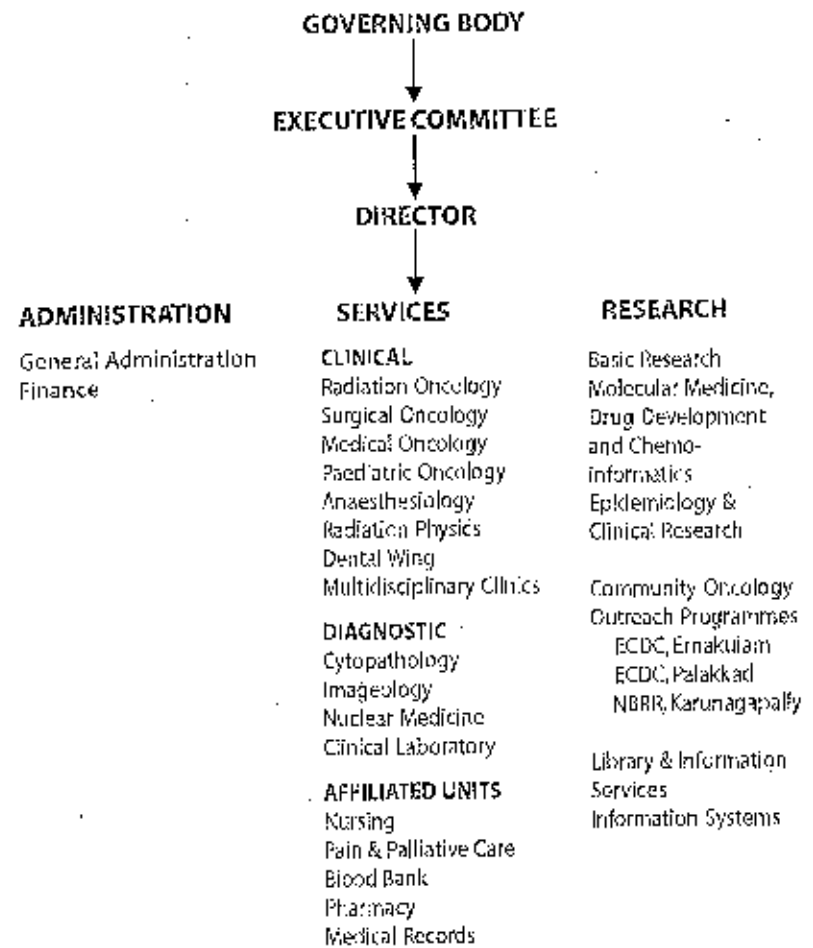 GOVERNING BODY
EXECUTIVE COMMITTEE
DIRECTOR
ADMINISTRATION
General Administration
Finance
SERVICES
CLINICAL
Radiation Oncology
Surgical Oncology
Medical Oncology
Paediatric Oncology
Anaesthesiology
Radiation Physics
Dental Wing
Multidisciplinary Clinics
DIAGNOSTIC
Cytopathology
Imageology
Nuclear Medicine
Clinical Laboratory
AFFILIATED UNITS
Nursing
Pain & Palliative Care
Blood Bank
Pharmacy
Medical Records
RESEARCH
Basic Research
Molecular Medicine,
Drug Development
and Chemo-
informatics
Epidemiology &
Clinical Research
Community Oncology
Outreach Programmes
ECDC, Ernakulam
ECDC, Palakkad
NBRR, Karunagapally
Library & Information
Services
Information Systems